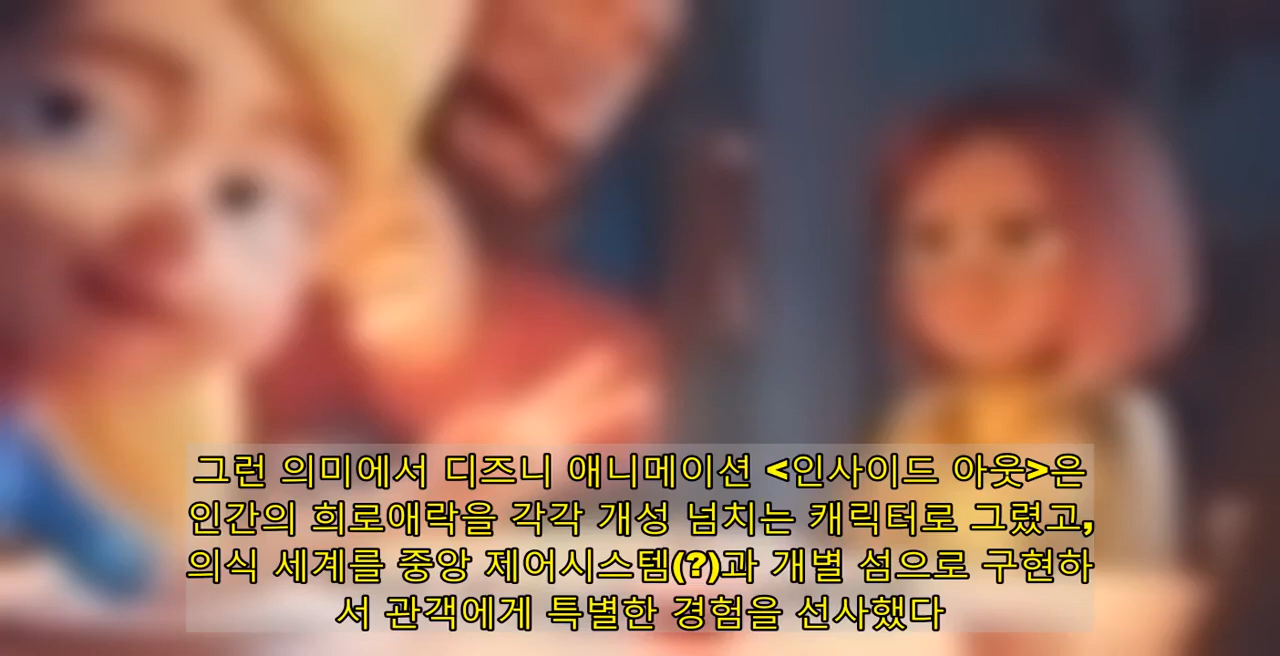 그런 의미에서 디즈니 애니메이션 <인사이드 아웃>은
인간의 희로애락을 각각 개성 넘치는 캐릭터로 그렸고,
의식 세계를 중앙 제어시스템(?)과 개별 섬으로 구현하
서 관객에게 특별한 경험을 선사했다